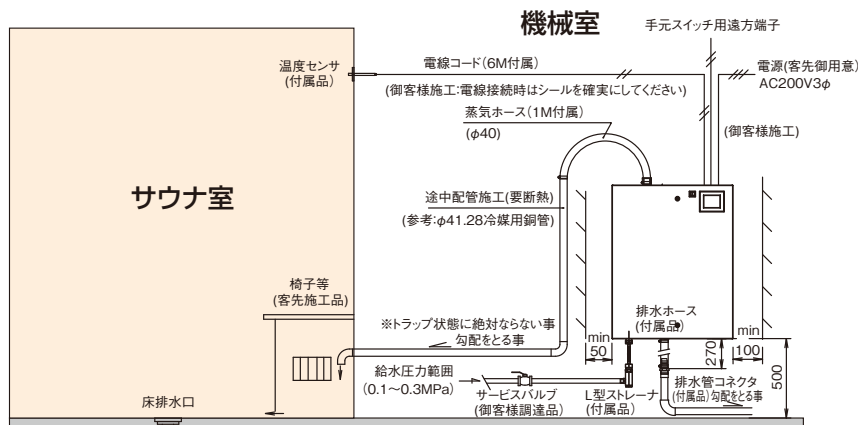 機械室
手元スイッチ用遠方端子
温度センサ
(付属品)
電線コード(6M付属)
電源(客先御用意)
AC200V3φ
(御客様施工:電線接続時はシールを確実にしてください)
蒸気ホース(1M付属)
(φ40)
(御客様施工)
サウナ室
途中配管施工(要断熱)
(参考:φ41.28冷媒用銅管)
椅子等
(客先施工品)
排水ホース
(付属品)
※トラップ状態に絶対ならない事
勾配をとる事
min
50
min
100
270
500
給水圧力範囲
(0.1〜0.3MPa)
サービスバルブ
(御客様調達品)
L型ストレーナ
(付属品)
排水管コネクタ
(付属品)勾配をとる事
床排水口